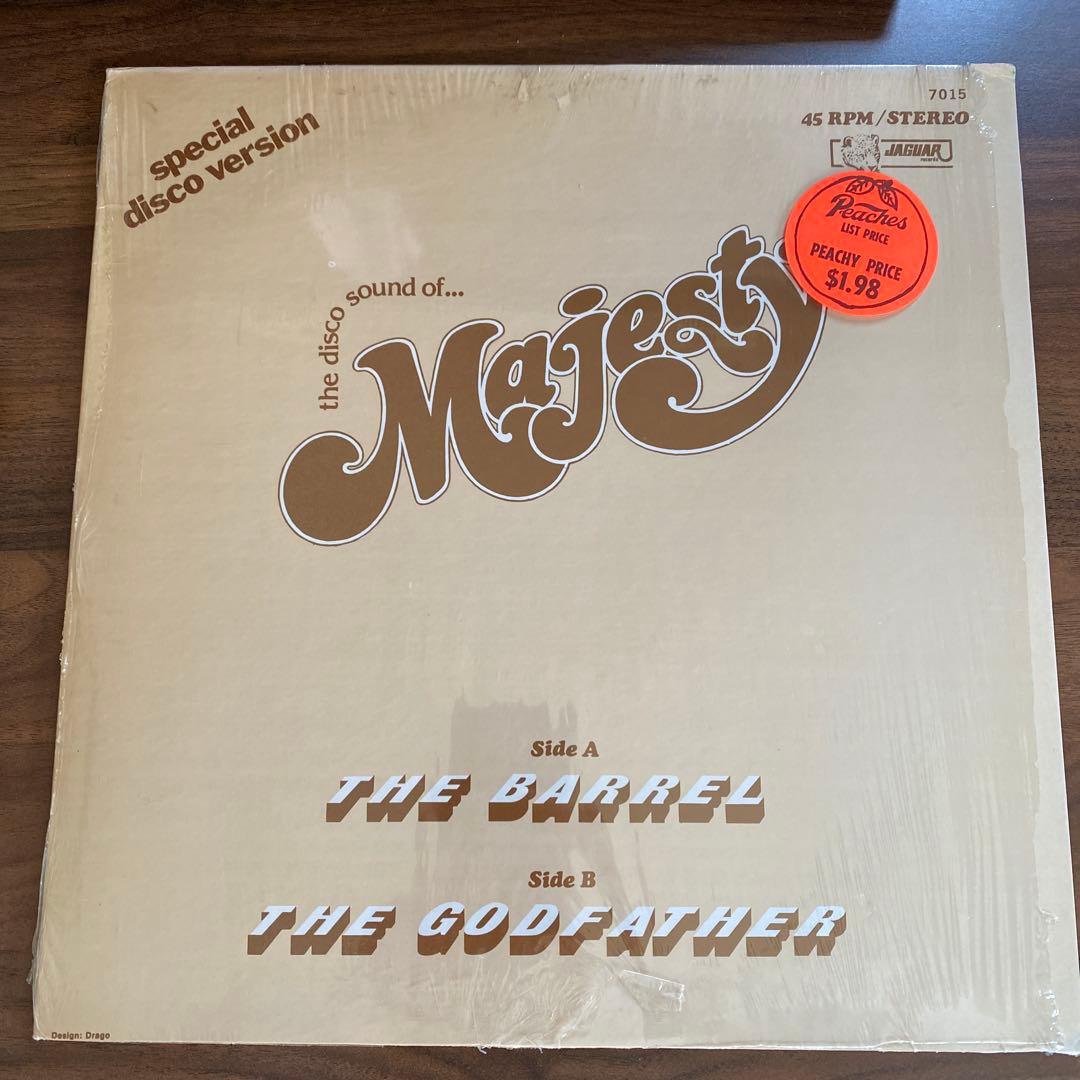 special
disco version
7015
45 RPM/STEREO
JAGUAR
records
Peaches
LIST PRICE
PEACHY PRICE
$1.98
the disco sound of...
Majesty
Side A
THE BARREL
Side B
THE GODFATHER
Design: Drago